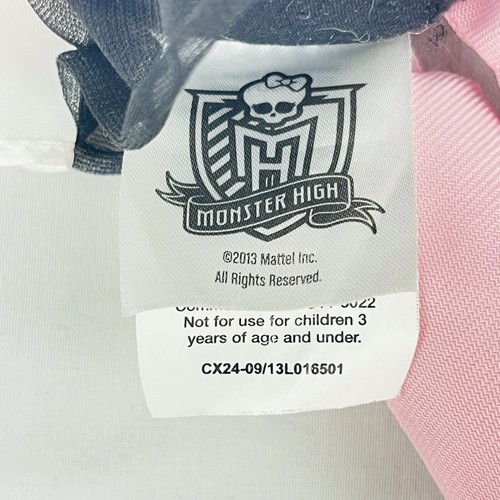 MONSTER HIGH
©2013 Mattel Inc.
All Rights Reserved.
Not for use for children 3
years of age and under.
CX24-09/13L016501